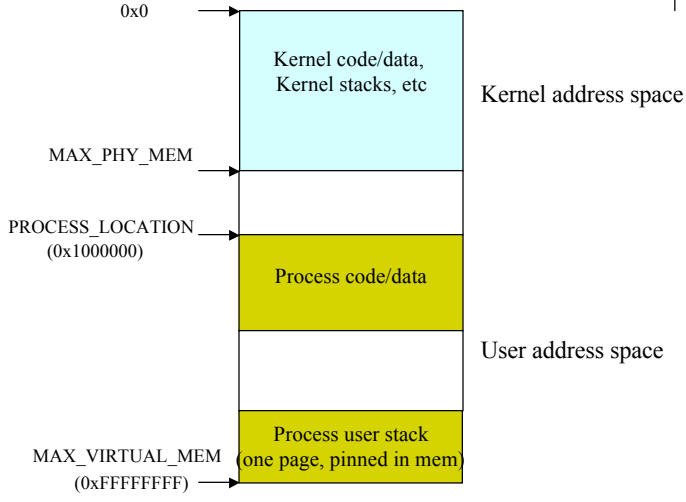 0x0
Kernel code/data,
Kernel stacks, etc
Kernel address space
MAX_PHY_MEM
PROCESS_LOCATION
(0x1000000)
Process code/data
User address space
Process user stack
(one page, pinned in mem)
MAX_VIRTUAL_MEM
(0xFFFFFFFF)